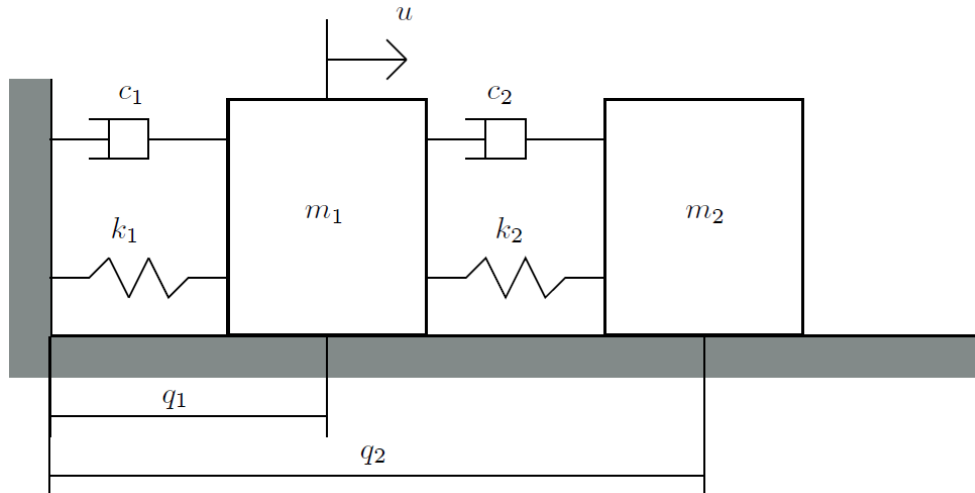 u
c₁
c₂
m₁
m₂
k₁
k₂
q₁
q₂